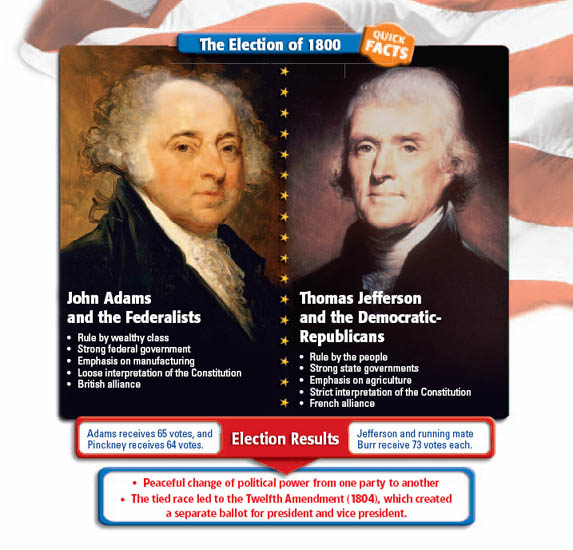 The Election of 1800
QUICK
FACTS
John Adams
and the Federalists
• Rule by wealthy class
• Strong federal government
• Emphasis on manufacturing
• Loose interpretation of the Constitution
• British alliance
Thomas Jefferson
and the Democratic-
Republicans
• Rule by the people
• Strong state governments
• Emphasis on agriculture
• Strict interpretation of the Constitution
• French alliance
Adams receives 65 votes, and
Pinckney receives 64 votes.
Election Results
Jefferson and running mate
Burr receive 73 votes each.
• Peaceful change of political power from one party to another
• The tied race led to the Twelfth Amendment (1804), which created
a separate ballot for president and vice president.